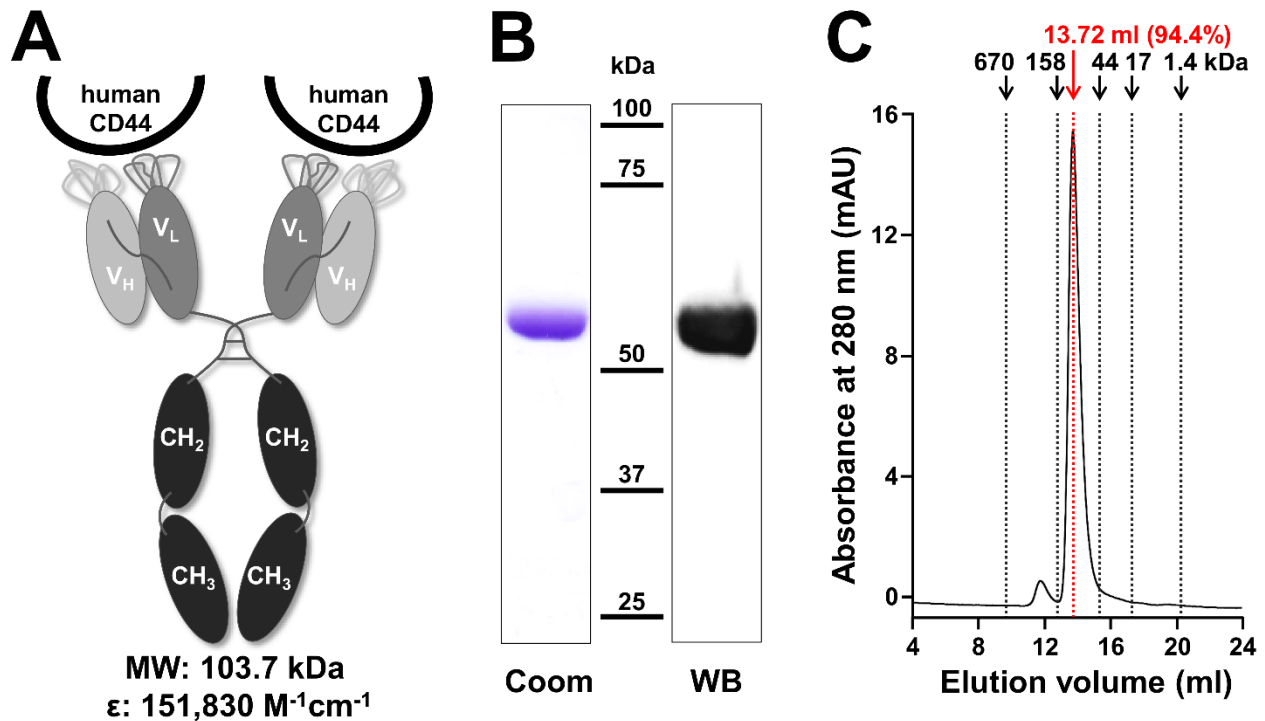 A
human
CD44
human
CD44
VL
VH
VL
VH
CH2
CH2
CH3
CH3
MW: 103.7 kDa
ε: 151,830 M-1cm-1
B
kDa
100
75
50
37
25
Coom
WB
C
13.72 ml (94.4%)
670 158 44 17 1.4 kDa
Absorbance at 280 nm (mAU)
16
12
8
4
0
4 8 12 16 20 24
Elution volume (ml)